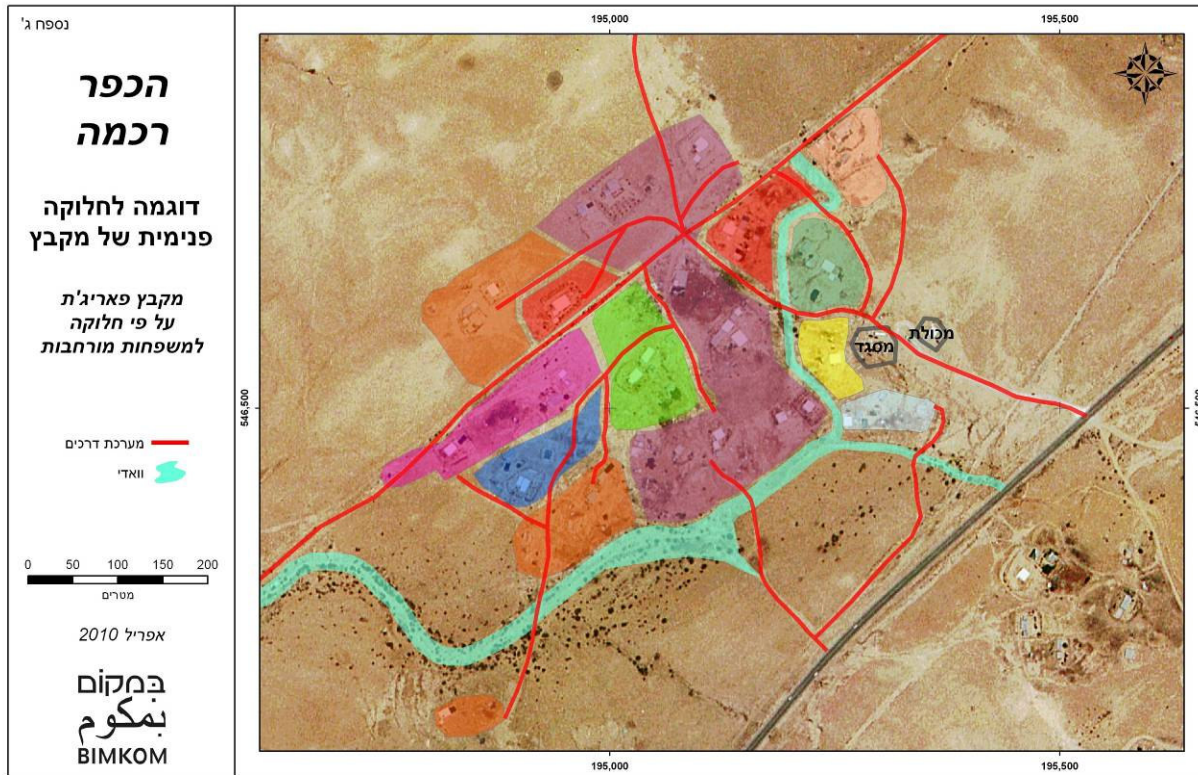 נספח ג'
הכפר
רכמה
דוגמה לחלוקה
פנימית של מקבץ
מקבץ פאריג'ת
על פי חלוקה
למשפחות מורחבות
מערכת דרכים
וואדי
0 50 100 150 200
מטרים
אפריל 2010
במקום
بمكوم
BIMKOM
195,000
195,500
546,500
546,500
מסגד
מכולת
195,000
195,500